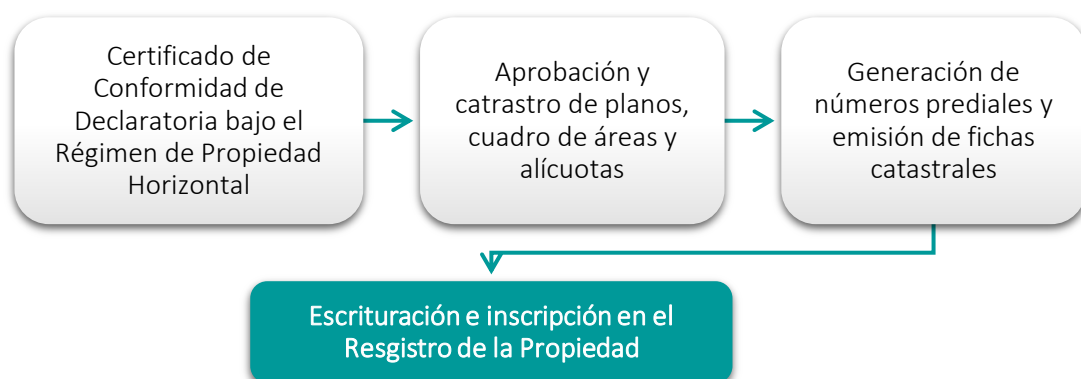 Certificado de
Conformidad de
Declaratoria bajo el
Régimen de Propiedad
Horizontal
Aprobación y
catrastro de planos,
cuadro de áreas y
alícuotas
Generación de
números prediales y
emisión de fichas
catastrales
Escrituración e inscripción en el
Resgistro de la Propiedad